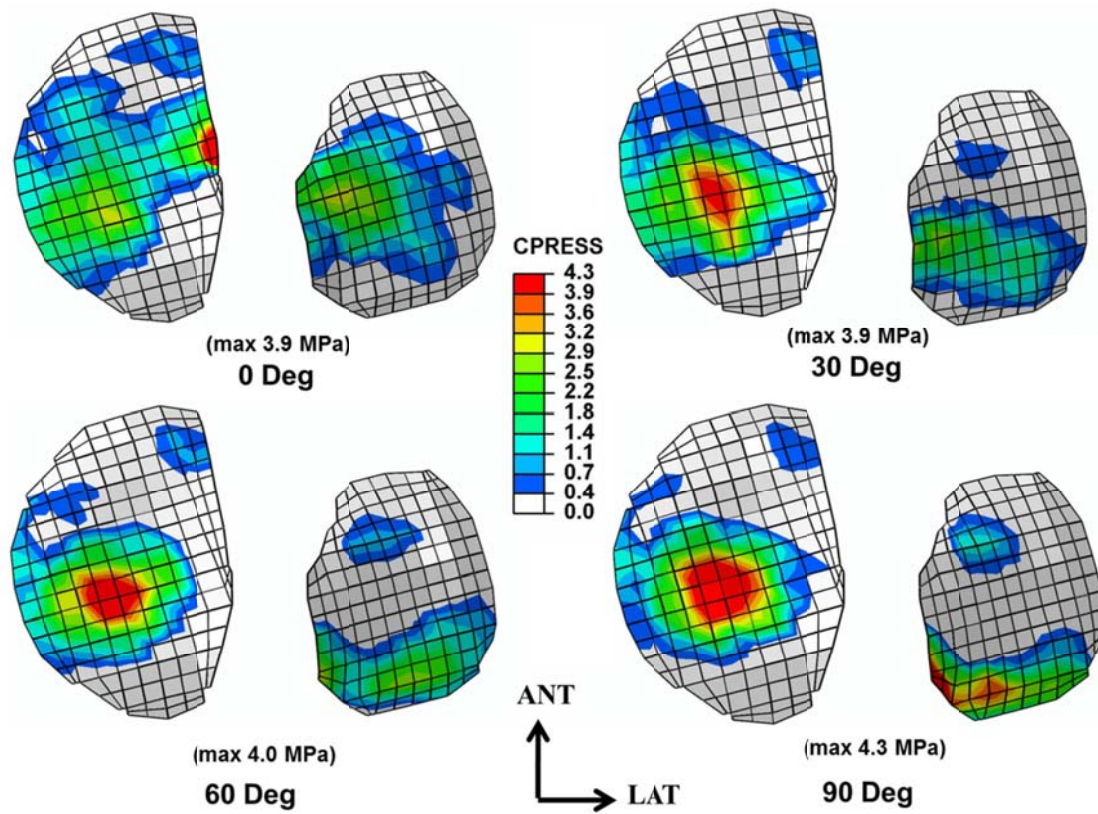 (max 3.9 MPa)
0 Deg
CPRESS
4.3
3.9
3.6
3.2
2.9
2.5
2.2
1.8
1.4
1.1
0.7
0.4
0.0
(max 3.9 MPa)
30 Deg
(max 4.0 MPa)
60 Deg
ANT
LAT
(max 4.3 MPa)
90 Deg